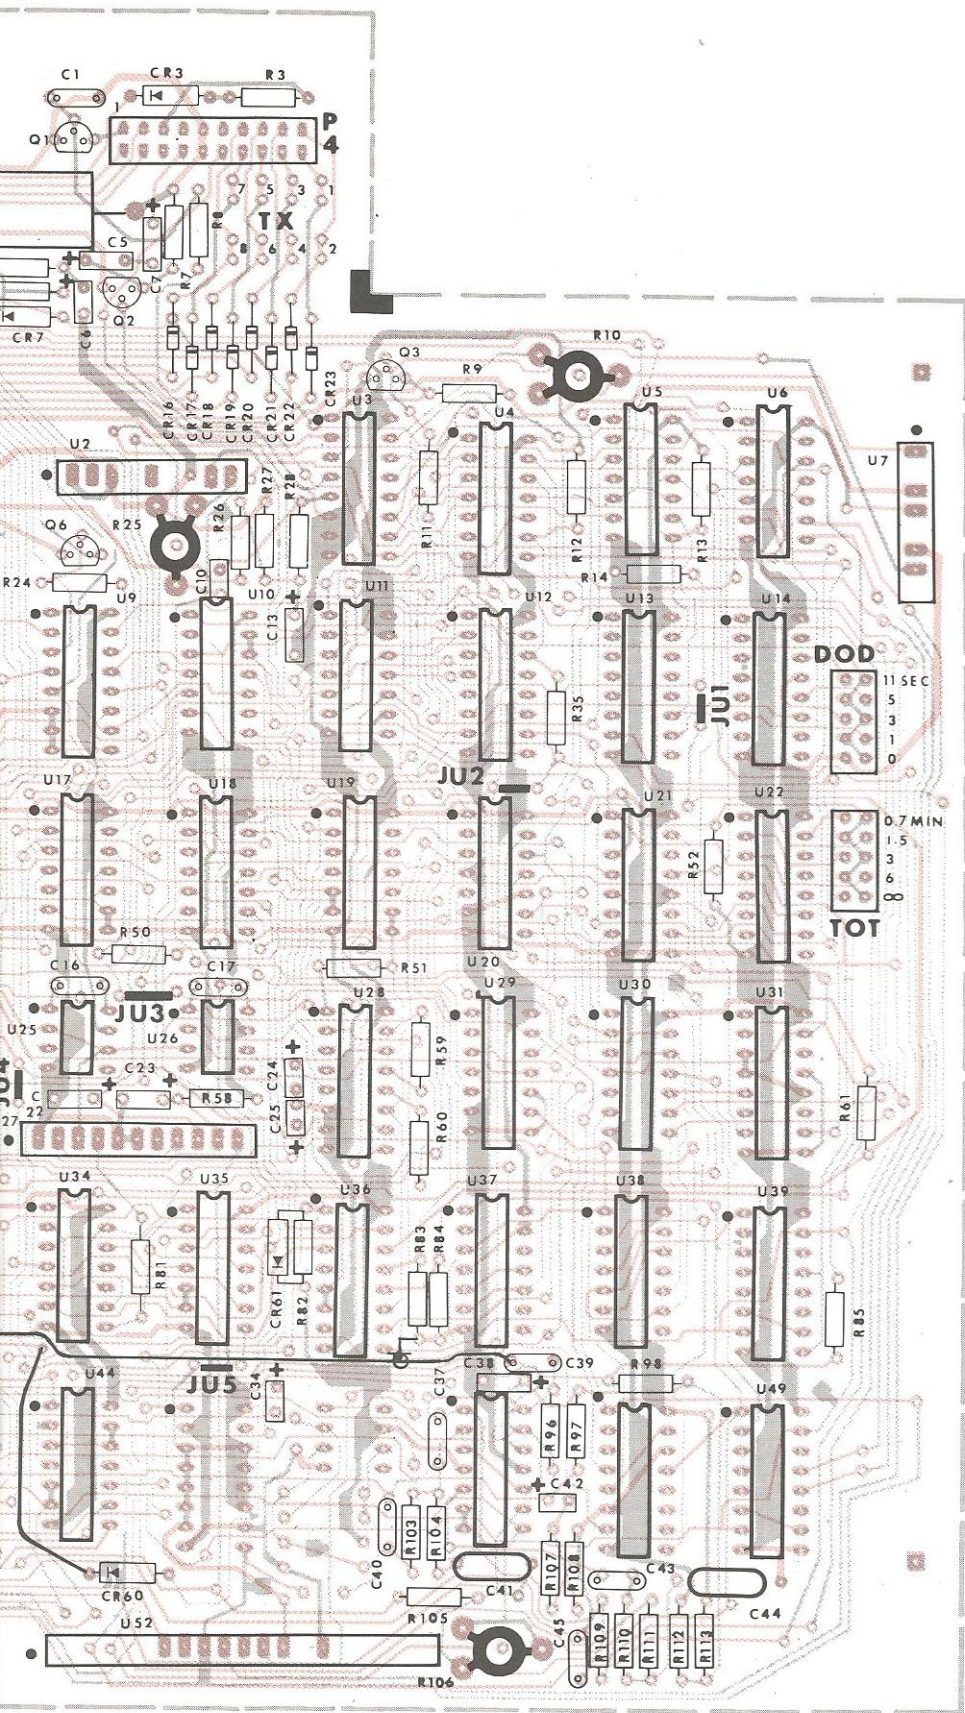 C1
CR3
R3
1
P
4
Q1
7 5 3 1
+
R8
TX
C5
+
8 6 4 2
+
R7
C7
Q2
C6
CR7
R10
Q3
R9
CR23
U3
U5
U6
CR16
CR17
CR18
CR19
CR20
CR21
CR22
U4
U2
U7
R27
R28
R26
R25
Q6
R11
R12
R13
R24
C10
R14
U9
U10
U11
U12
U13
U14
+
C13
DOD
11 SEC
5
3
1
0
R35
JU1
JU2
U17
U18
U19
U21
U22
0.7 MIN
1.5
3
6
∞
TOT
R52
R50
R51
U20
C16
C17
U28
U29
U30
U31
JU3
U25
U26
R59
JU4
C23
+
+
+
C24
C
22
R58
C25
+
R61
27
R60
U34
U35
U36
U37
U38
U39
R83
R84
R81
CR61
R82
R85
C38
C39
R98
U44
JU5
+
C34
C37
+
U49
R96
R97
+
C42
R103
R104
C40
C41
R107
R108
C43
CR60
R105
C44
U52
C45
R109
R110
R111
R112
R113
R106